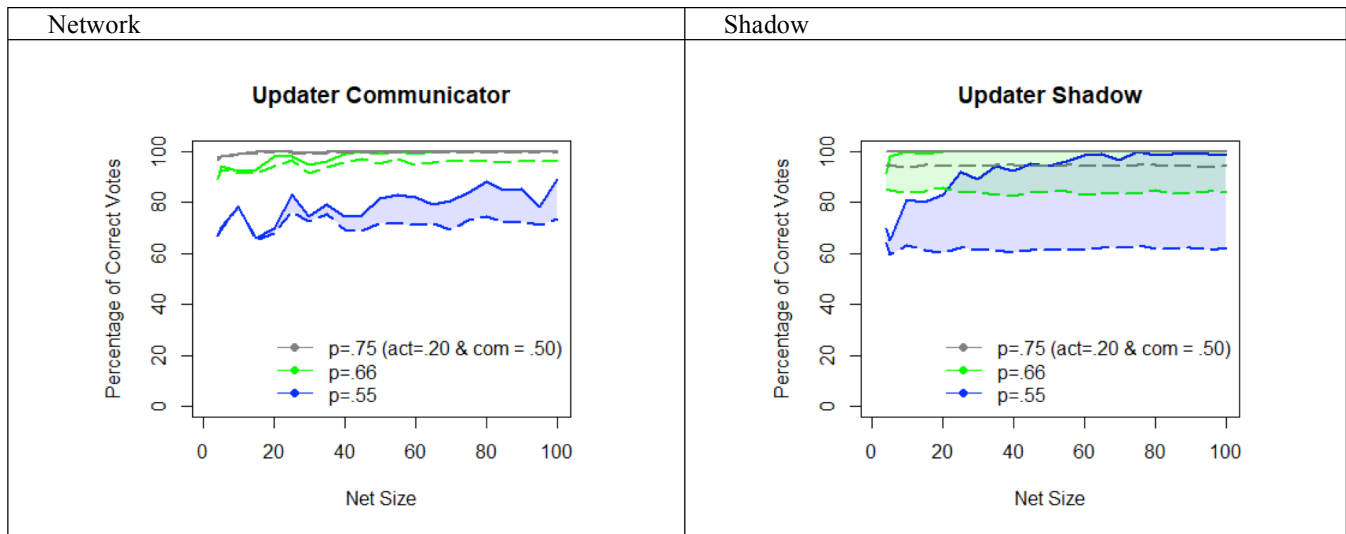 Network
Shadow
Updater Communicator
Percentage of Correct Votes
0 20 40 60 80 100
p=.75 (act=.20 & com = .50)
p=.66
p=.55
0 20 40 60 80 100
Net Size
Updater Shadow
Percentage of Correct Votes
0 20 40 60 80 100
p=.75 (act=.20 & com = .50)
p=.66
p=.55
0 20 40 60 80 100
Net Size